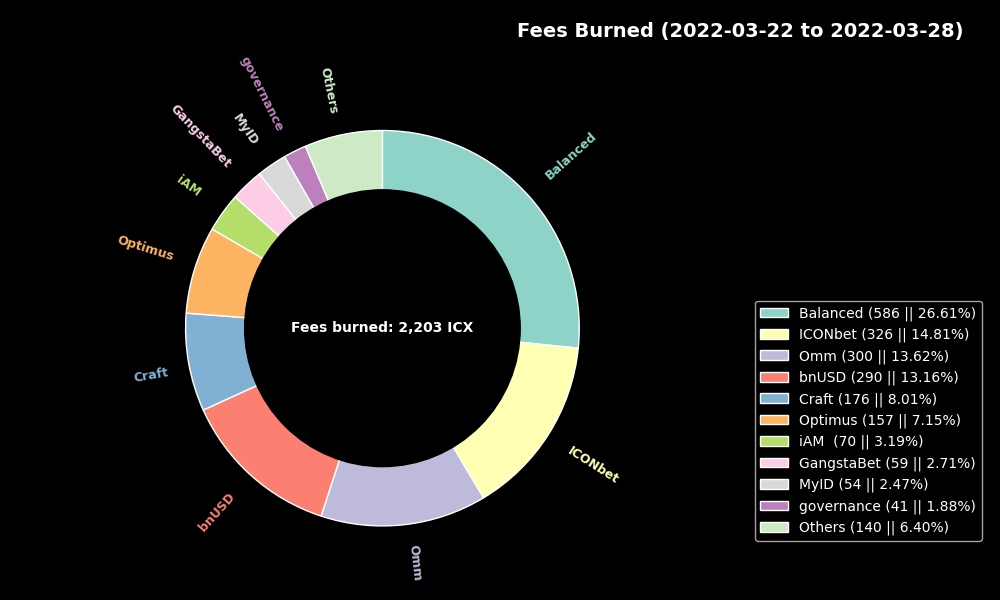 Fees Burned (2022-03-22 to 2022-03-28)
Others
governance
MyID
GangstaBet
iAM
Optimus
Craft
bnUSD
Omm
ICONbet
Balanced
Fees burned: 2,203 ICX
Balanced (586 || 26.61%)
ICONbet (326 || 14.81%)
Omm (300 || 13.62%)
bnUSD (290 || 13.16%)
Craft (176 || 8.01%)
Optimus (157 || 7.15%)
iAM  (70 || 3.19%)
GangstaBet (59 || 2.71%)
MyID (54 || 2.47%)
governance (41 || 1.88%)
Others (140 || 6.40%)